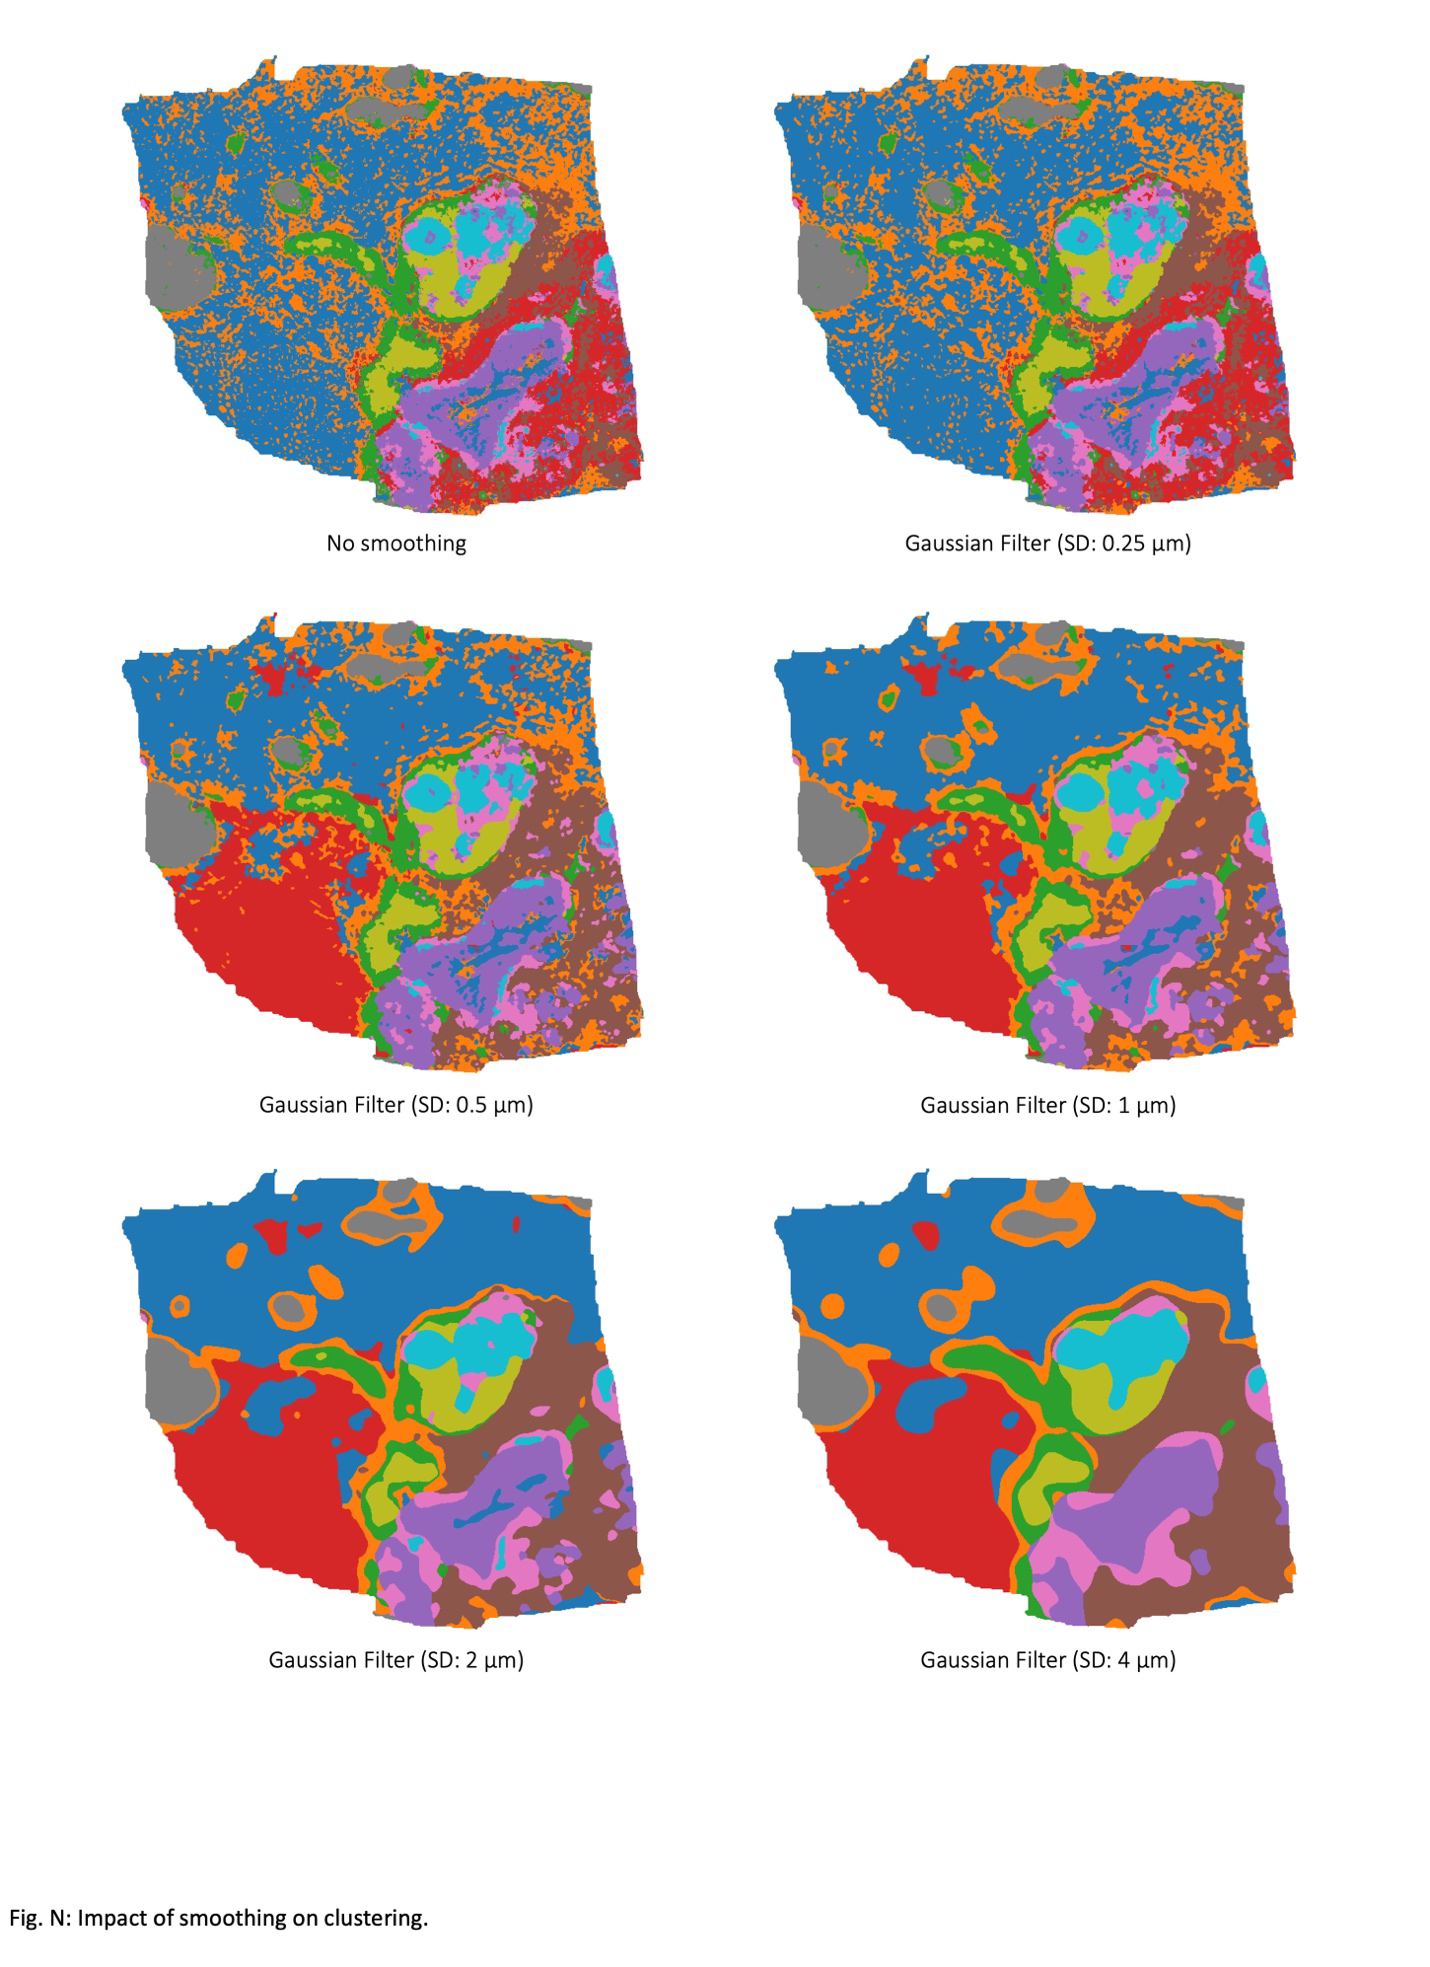 No smoothing
Gaussian Filter (SD: 0.25 µm)
Gaussian Filter (SD: 0.5 µm)
Gaussian Filter (SD: 1 µm)
Gaussian Filter (SD: 2 µm)
Gaussian Filter (SD: 4 µm)
Fig. N: Impact of smoothing on clustering.